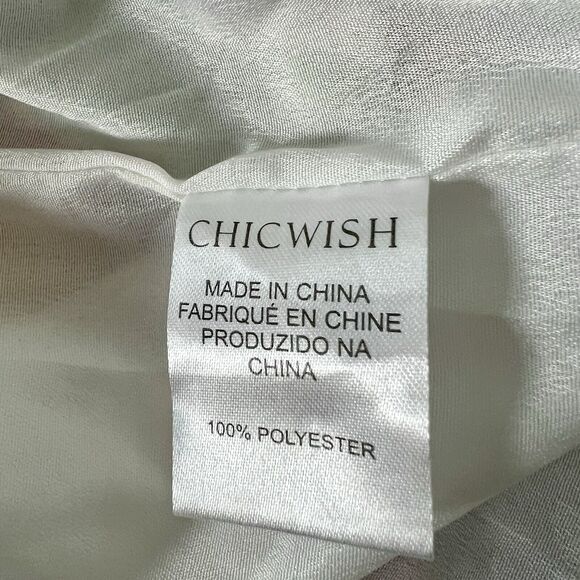 CHICWISH
MADE IN CHINA
FABRIQUÉ EN CHINE
PRODUZIDO NA
CHINA
100% POLYESTER